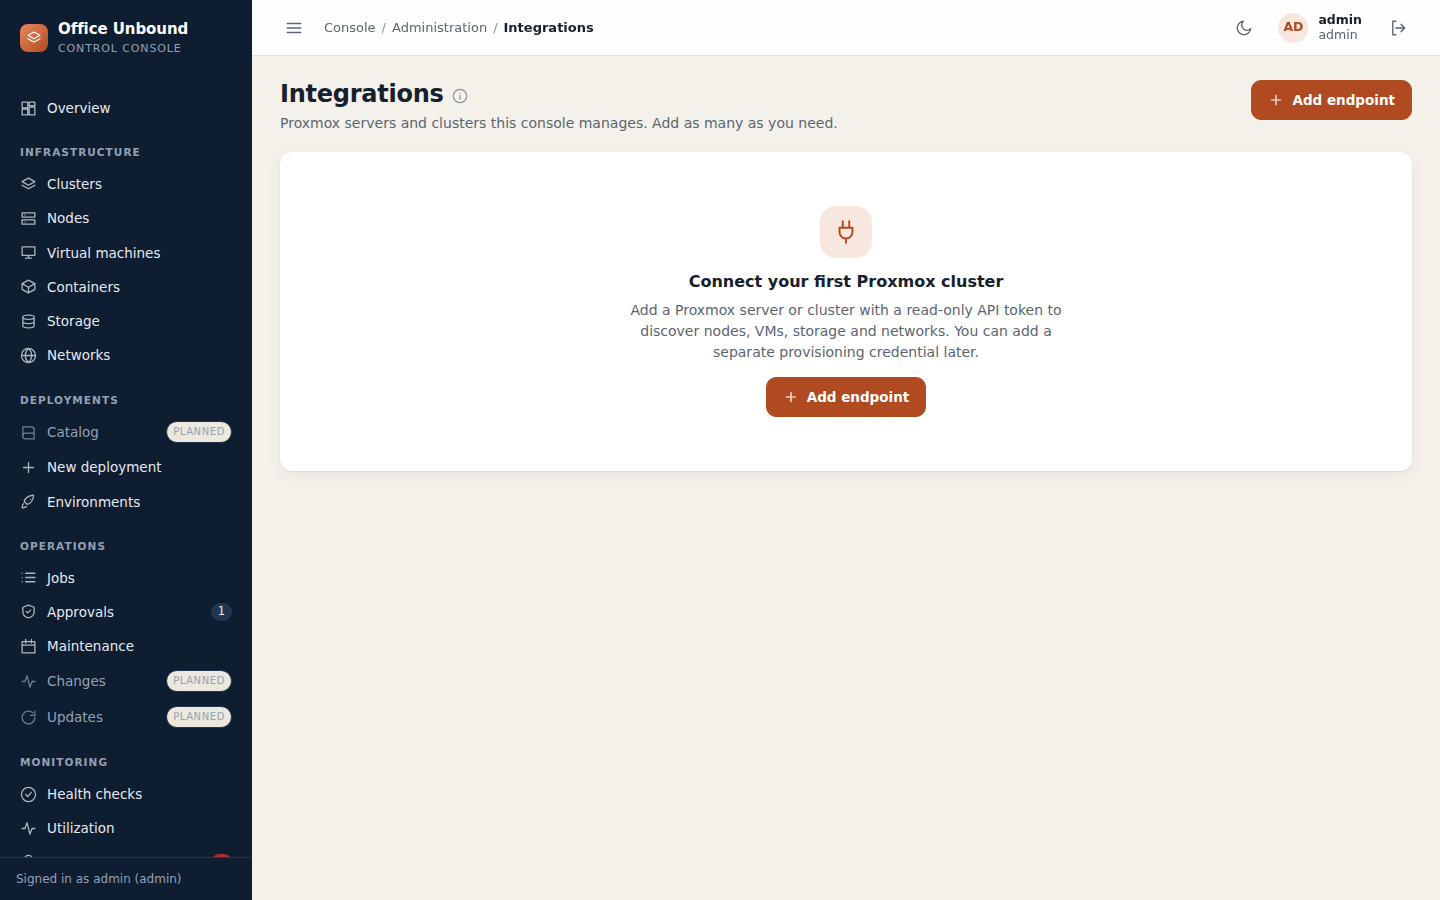 Office Unbound
CONTROL CONSOLE
Overview
INFRASTRUCTURE
Clusters
Nodes
Virtual machines
Containers
Storage
Networks
DEPLOYMENTS
Catalog PLANNED
New deployment
Environments
OPERATIONS
Jobs
Approvals 1
Maintenance
Changes PLANNED
Updates PLANNED
MONITORING
Health checks
Utilization
Signed in as admin (admin)
Console / Administration / Integrations
AD
admin
admin
Integrations
Proxmox servers and clusters this console manages. Add as many as you need.
Add endpoint
Connect your first Proxmox cluster
Add a Proxmox server or cluster with a read-only API token to
discover nodes, VMs, storage and networks. You can add a
separate provisioning credential later.
Add endpoint